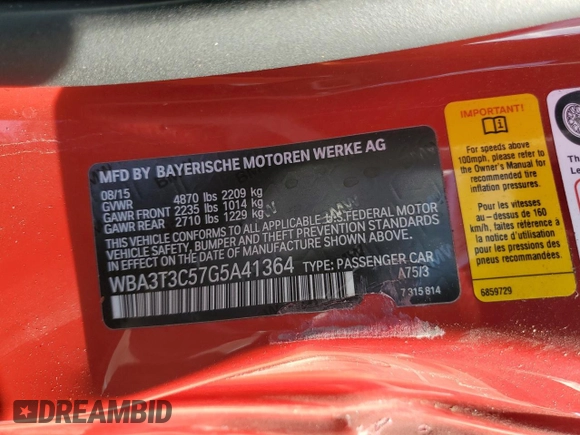 MFD BY BAYERISCHE MOTOREN WERKE AG
08/15
GVWR 4870 lbs 2209 kg
GAWR FRONT 2235 lbs 1014 kg
GAWR REAR 2710 lbs 1229 kg
THIS VEHICLE CONFORMS TO ALL APPLICABLE U.S. FEDERAL MOTOR
VEHICLE SAFETY, BUMPER AND THEFT PREVENTION STANDARDS
IN EFFECT ON THE DATE OF MANUFACTURE SHOWN ABOVE.
WBA3T3C57G5A41364 TYPE: PASSENGER CAR
A75/3
7 315 814
IMPORTANT!
For speeds above
100mph, please refer
to the Owner's Manual
for required tire
pressures.
Pour les vitesses
au-dessus de 160
km/h, référez à
la notice d'utilisation
pour les pressions
des pneus
recommandées.
6859729
DREAMBID